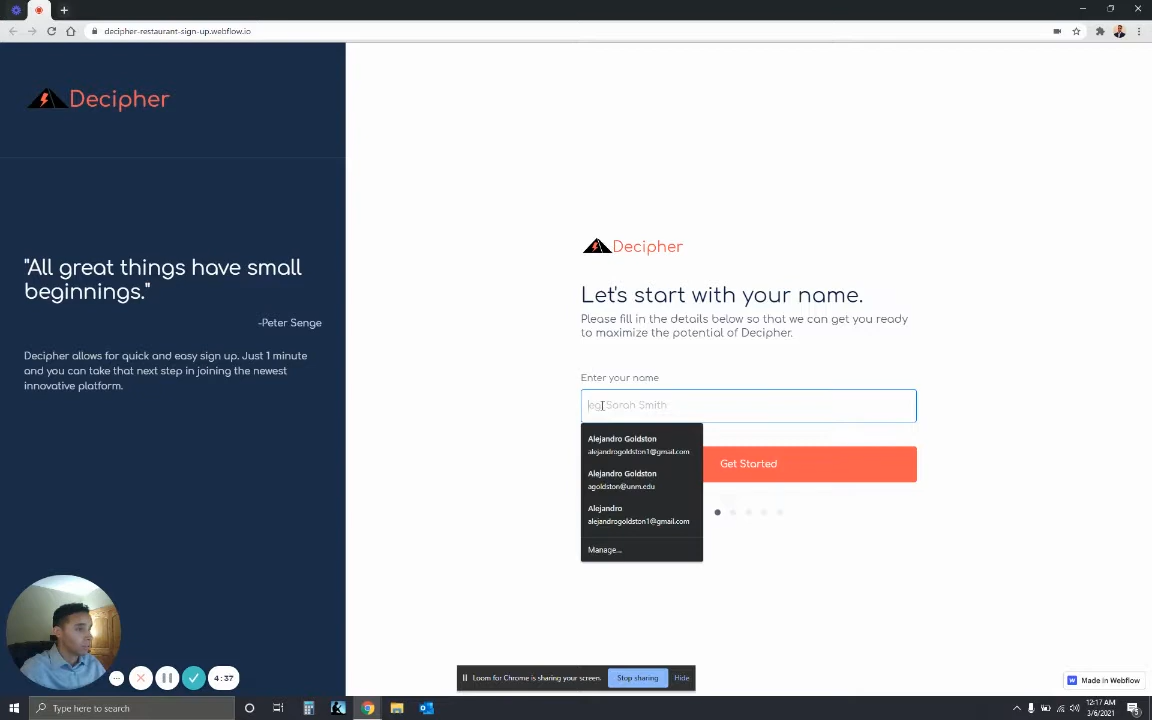 decipher-restaurant-sign-up.webflow.io
Decipher
"All great things have small
beginnings."
-Peter Senge
Decipher allows for quick and easy sign up. Just 1 minute
and you can take that next step in joining the newest
innovative platform.
Decipher
Let's start with your name.
Please fill in the details below so that we can get you ready
to maximize the potential of Decipher.
Enter your name
eg. Sarah Smith
Alejandro Goldston
alejandrogoldston1@gmail.com
Alejandro Goldston
agoldston@unm.edu
Alejandro
alejandrogoldston1@gmail.com
Manage...
Get Started
4:37
Loom for Chrome is sharing your screen.
Stop sharing
Hide
Made in Webflow
Type here to search
12:17 AM
3/6/2021